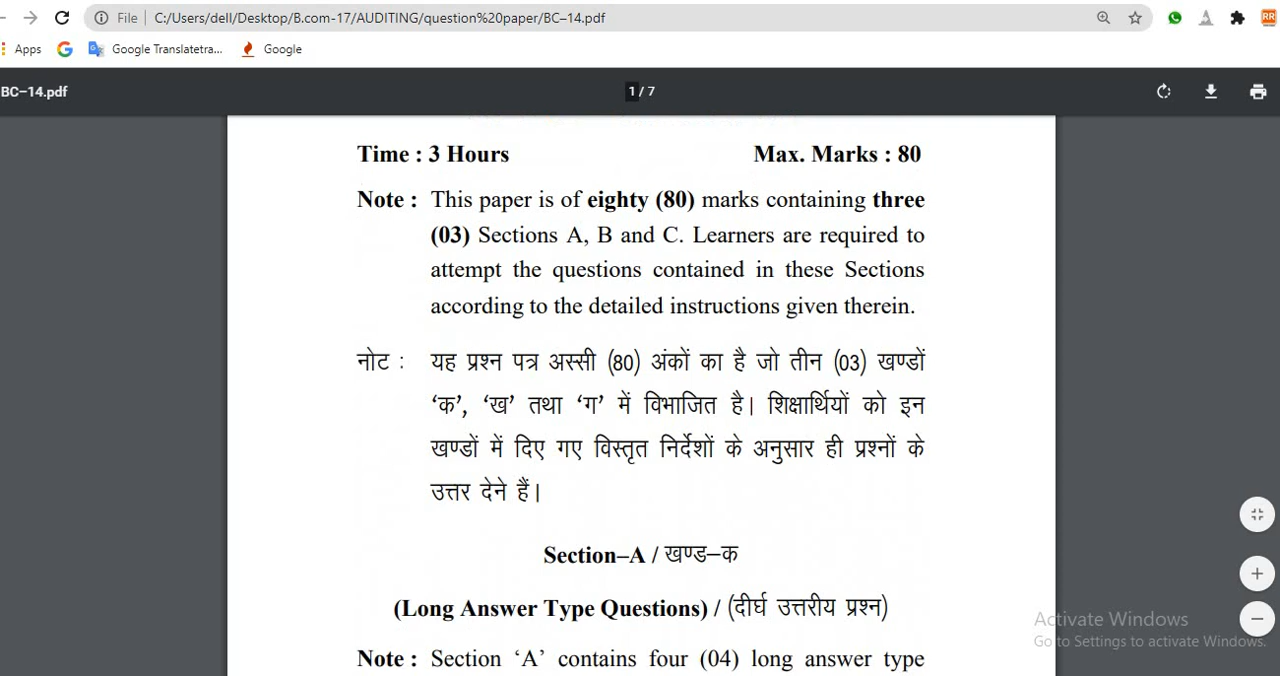 File | C:/Users/dell/Desktop/B.com-17/AUDITING/question%20paper/BC–14.pdf
Apps Google Translatetra... Google
BC–14.pdf 1 / 7
Time : 3 Hours Max. Marks : 80
Note : This paper is of eighty (80) marks containing three
(03) Sections A, B and C. Learners are required to
attempt the questions contained in these Sections
according to the detailed instructions given therein.
नोट : यह प्रश्न पत्र अस्सी (80) अंकों का है जो तीन (03) खण्डों
‘क’, ‘ख’ तथा ‘ग’ में विभाजित है। शिक्षार्थियों को इन
खण्डों में दिए गए विस्तृत निर्देशों के अनुसार ही प्रश्नों के
उत्तर देने हैं।
Section–A / खण्ड–क
(Long Answer Type Questions) / (दीर्घ उत्तरीय प्रश्न)
Activate Windows
Go to Settings to activate Windows.
Note : Section ‘A’ contains four (04) long answer type